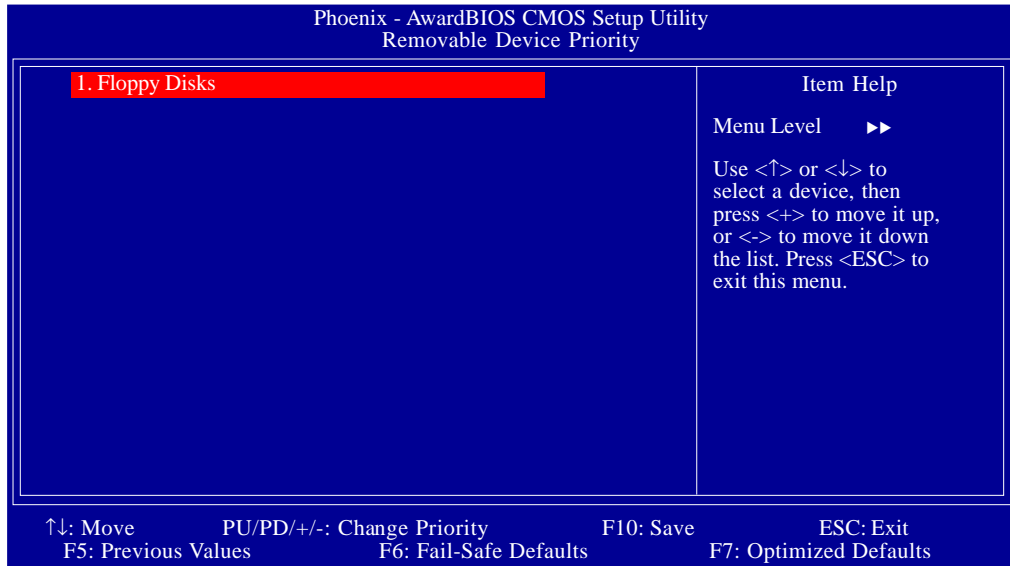 Phoenix - AwardBIOS CMOS Setup Utility
Removable Device Priority
1. Floppy Disks
Item Help
Menu Level ▶▶
Use <↑> or <↓> to
select a device, then
press <+> to move it up,
or <-> to move it down
the list. Press <ESC> to
exit this menu.
↑↓: Move PU/PD/+/-: Change Priority F10: Save ESC: Exit
F5: Previous Values F6: Fail-Safe Defaults F7: Optimized Defaults